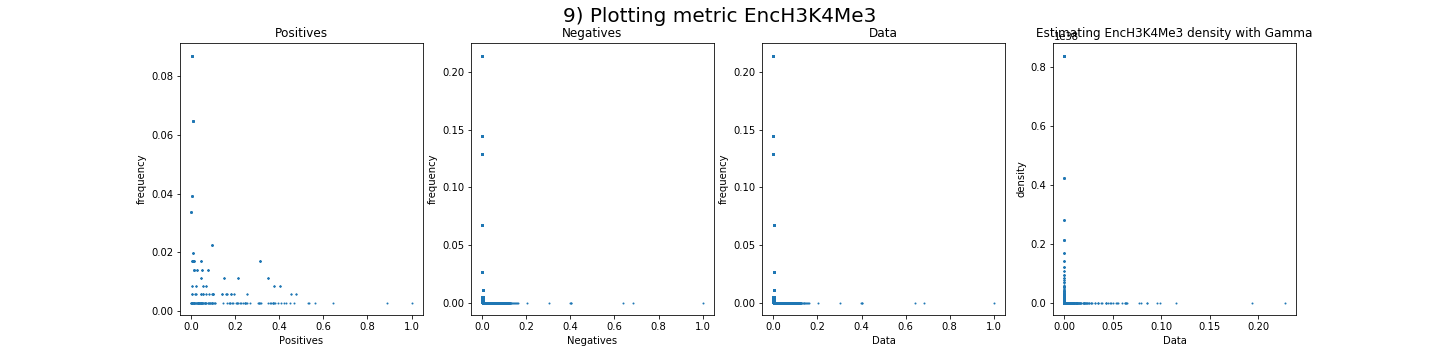 9) Plotting metric EncH3K4Me3
Positives
Negatives
Data
Estimating EncH3K4Me3 density with Gamma
1e38
0.08
0.06
0.04
0.02
0.00
frequency
0.0 0.2 0.4 0.6 0.8 1.0
Positives
0.20
0.15
0.10
0.05
0.00
frequency
0.0 0.2 0.4 0.6 0.8 1.0
Negatives
0.20
0.15
0.10
0.05
0.00
frequency
0.0 0.2 0.4 0.6 0.8 1.0
Data
0.8
0.6
0.4
0.2
0.0
density
0.00 0.05 0.10 0.15 0.20
Data